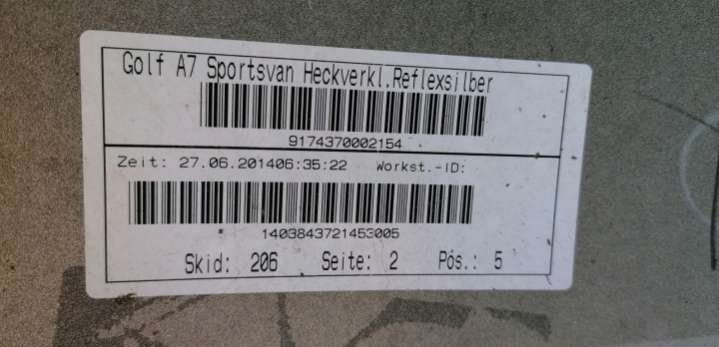 Golf A7 Sportsvan Heckverkl.Reflexsilber
9174370002154
Zeit: 27.06.201406:35:22 Workst.-ID:
1403843721453005
Skid: 206 Seite: 2 Pos.: 5